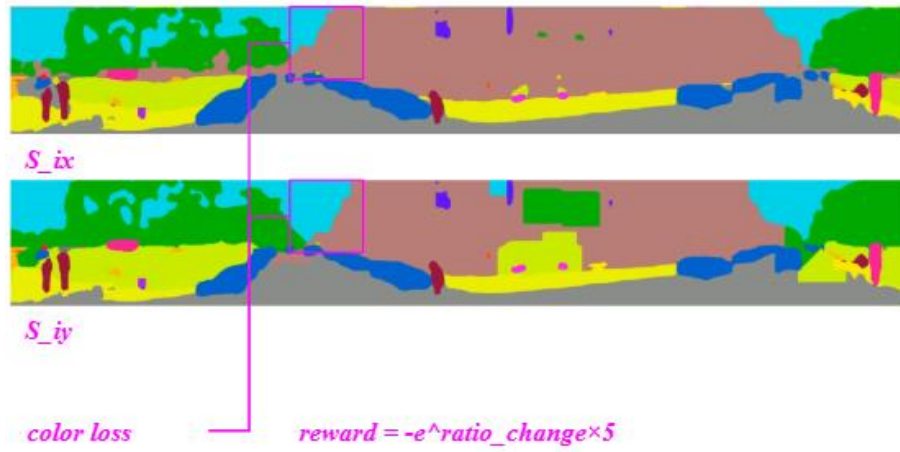 S_ix
S_iy
color loss
reward = -e^ratio_change×5